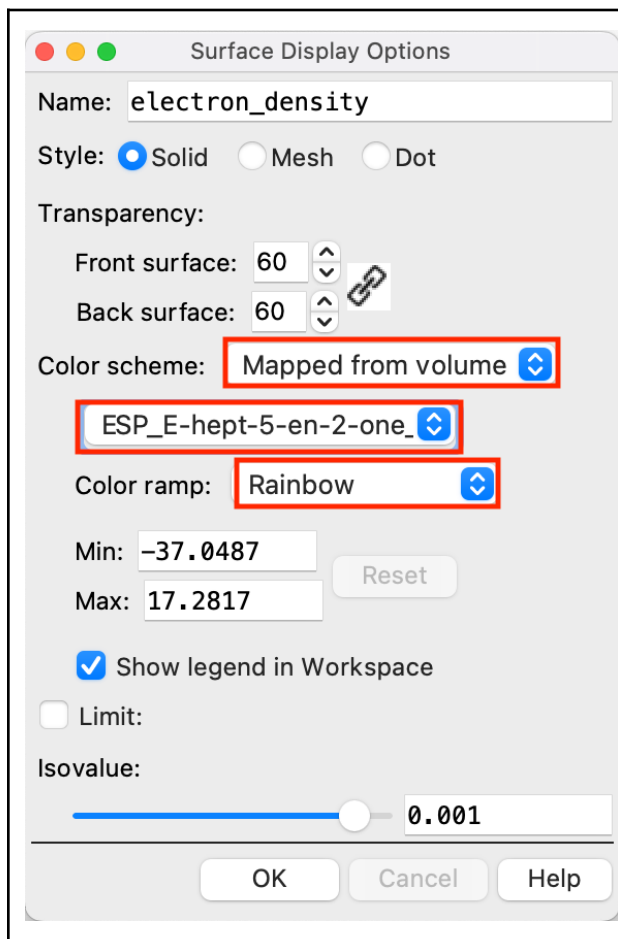 Surface Display Options
Name: electron_density
Style: Solid Mesh Dot
Transparency:
Front surface: 60
Back surface: 60
Color scheme: Mapped from volume
ESP_E-hept-5-en-2-one_
Color ramp: Rainbow
Min: -37.0487
Reset
Max: 17.2817
Show legend in Workspace
Limit:
Isovalue:
0.001
OK Cancel Help